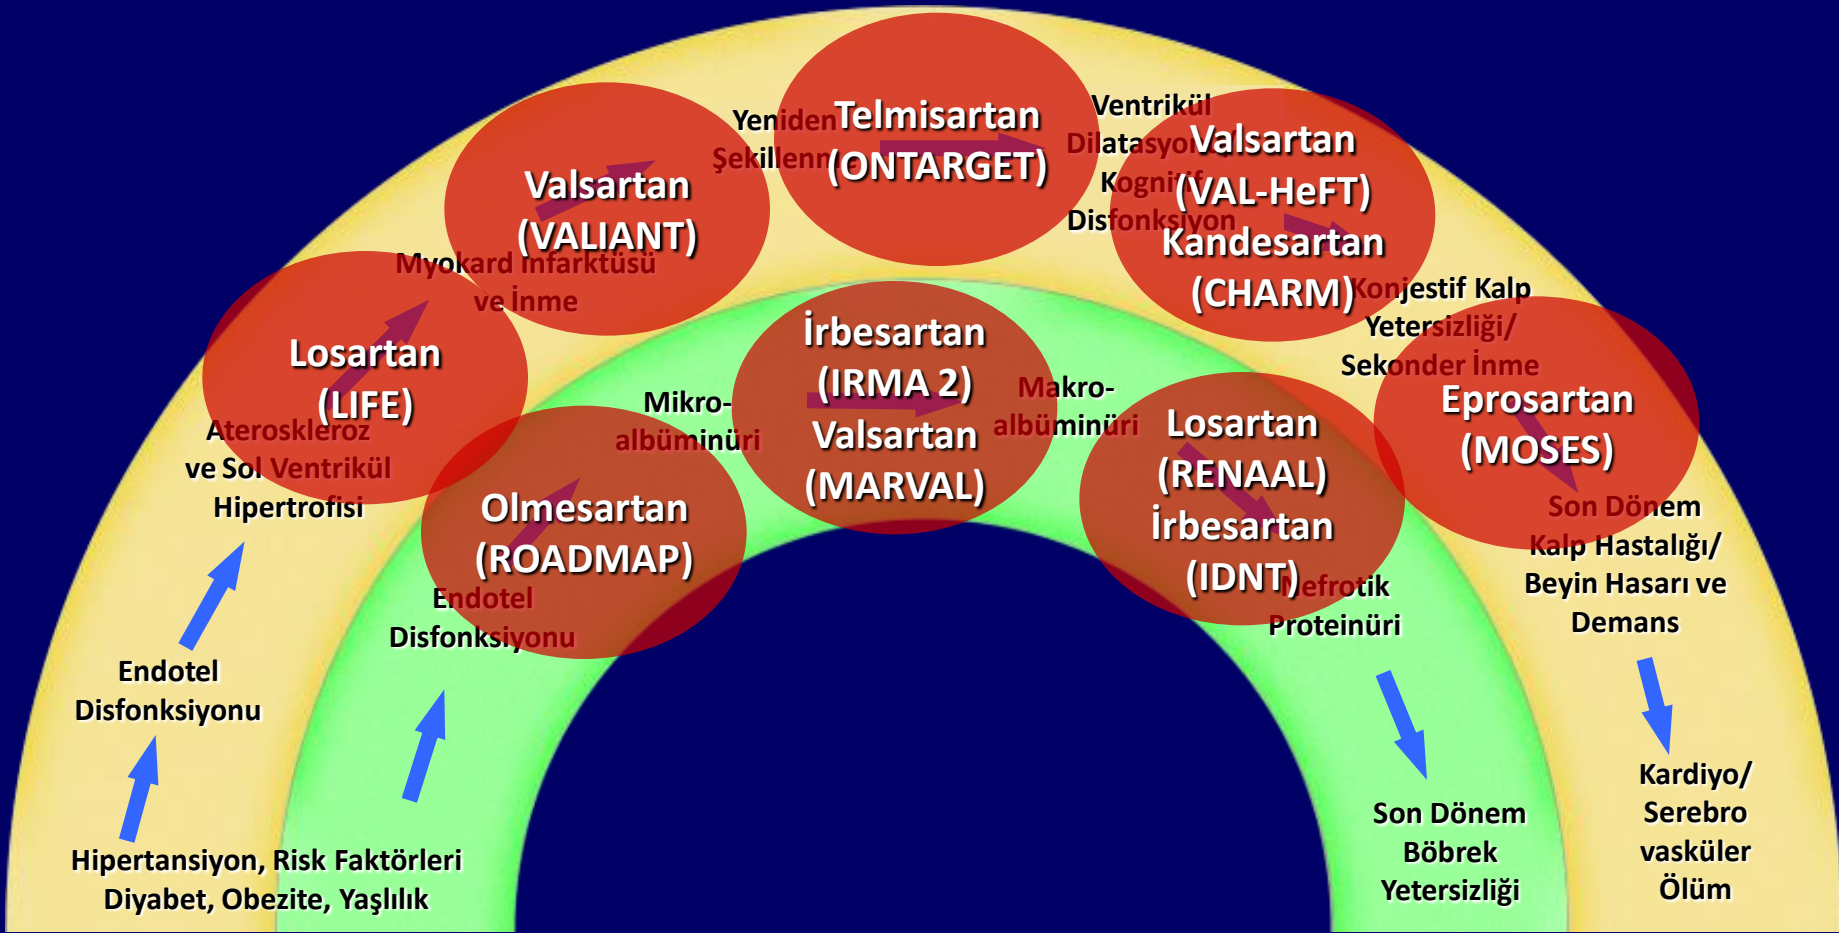 Hipertansiyon, Risk Faktörleri
Diyabet, Obezite, Yaşlılık
Endotel
Disfonksiyonu
Ateroskleroz
ve Sol Ventrikül
Hipertrofisi
Losartan
(LIFE)
Myokard İnfarktüsü
ve İnme
Valsartan
(VALIANT)
Yeniden
Şekillenme
Telmisartan
(ONTARGET)
Ventrikül
Dilatasyonu/
Kognitif
Disfonksiyon
Valsartan
(VAL-HeFT)
Kandesartan
(CHARM)
Konjestif Kalp
Yetersizliği/
Sekonder İnme
Eprosartan
(MOSES)
Son Dönem
Kalp Hastalığı/
Beyin Hasarı ve
Demans
Kardiyo/
Serebro
vasküler
Ölüm
Endotel
Disfonksiyonu
Olmesartan
(ROADMAP)
Mikro-
albüminüri
İrbesartan
(IRMA 2)
Valsartan
(MARVAL)
Makro-
albüminüri
Losartan
(RENAAL)
İrbesartan
(IDNT)
Nefrotik
Proteinüri
Son Dönem
Böbrek
Yetersizliği